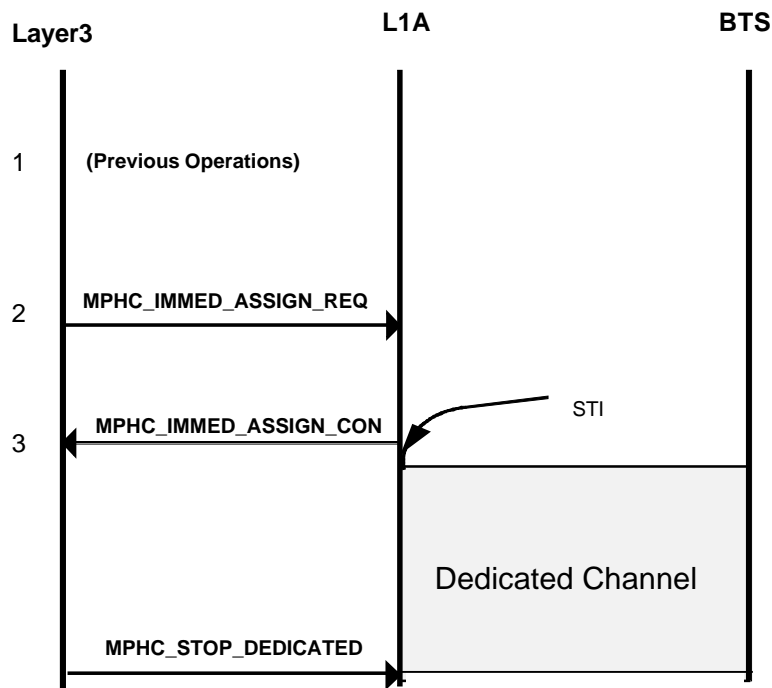 Layer3
L1A
BTS
1
(Previous Operations)
2
MPHC_IMMED_ASSIGN_REQ
STI
3
MPHC_IMMED_ASSIGN_CON
Dedicated Channel
MPHC_STOP_DEDICATED